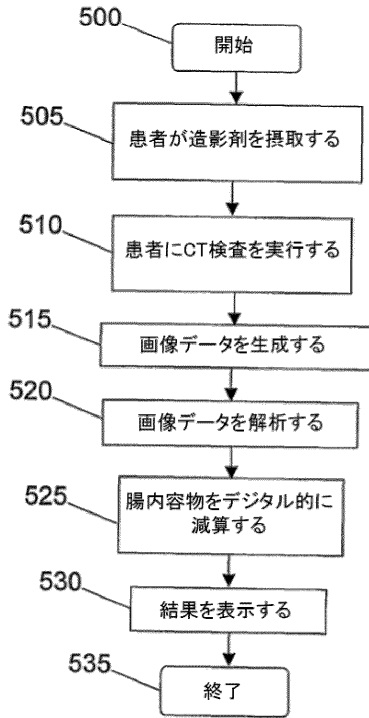 500
開始
505
患者が造影剤を摂取する
510
患者にCT検査を実行する
515
画像データを生成する
520
画像データを解析する
525
腸内容物をデジタル的に
減算する
530
結果を表示する
535
終了